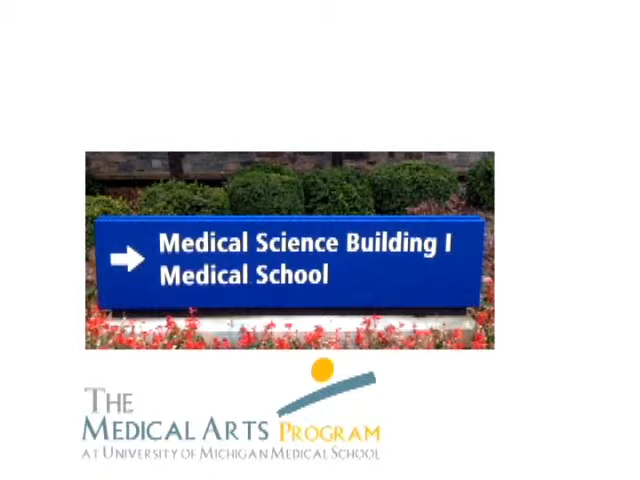 Medical Science Building I
Medical School
THE
MEDICAL ARTS PROGRAM
AT UNIVERSITY OF MICHIGAN MEDICAL SCHOOL